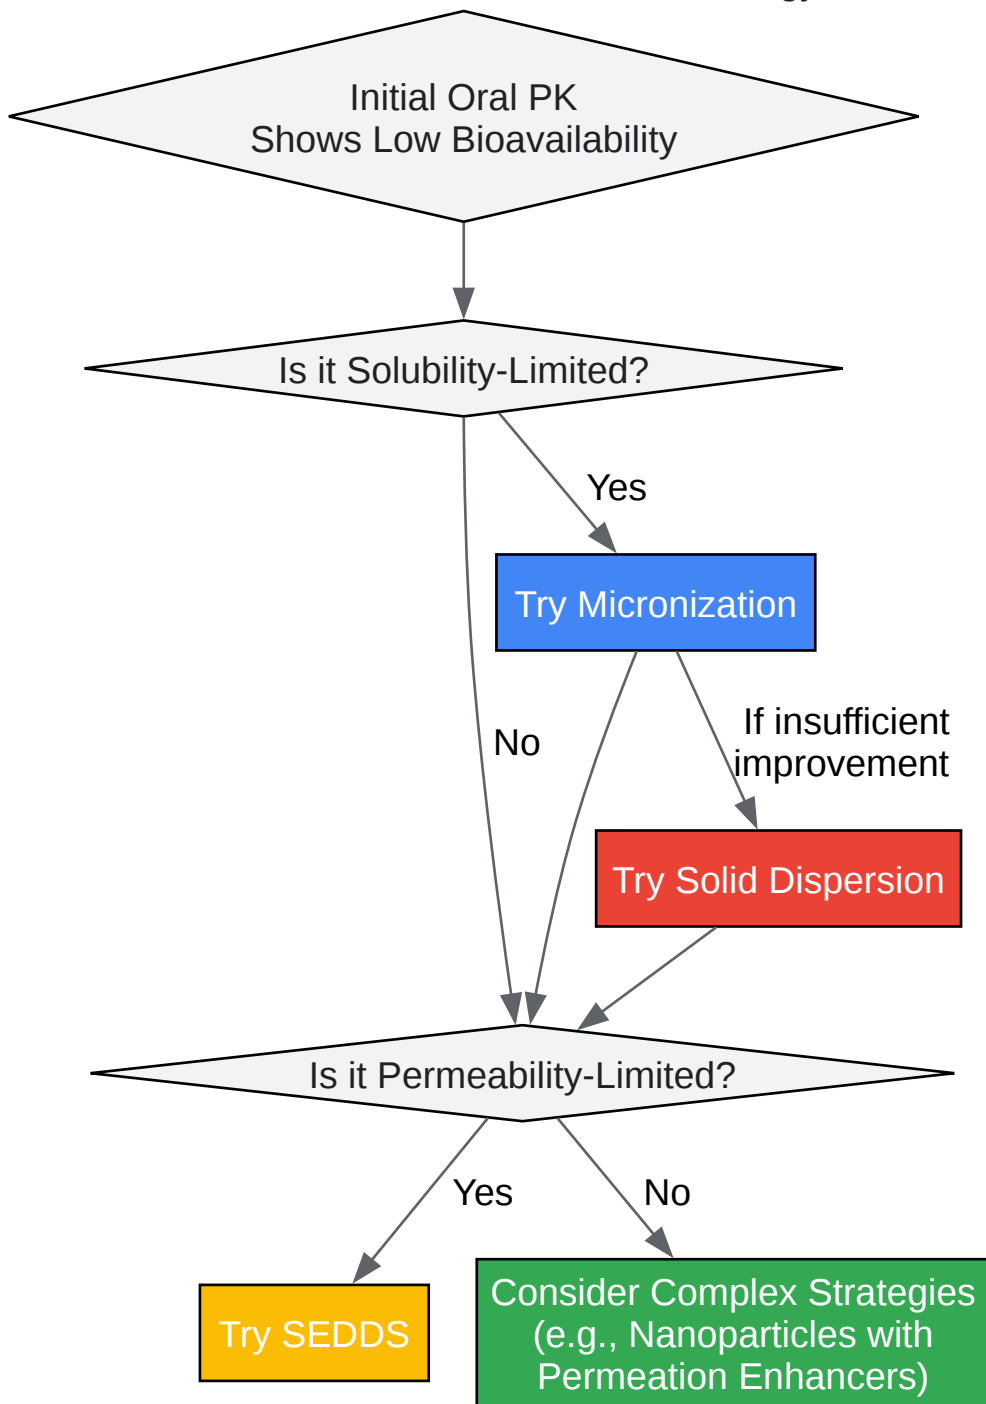 Initial Oral PK
Shows Low Bioavailability
Is it Solubility-Limited?
Yes
Try Micronization
No
If insufficient
improvement
Try Solid Dispersion
Is it Permeability-Limited?
Yes
No
Try SEDDS
Consider Complex Strategies
(e.g., Nanoparticles with
Permeation Enhancers)